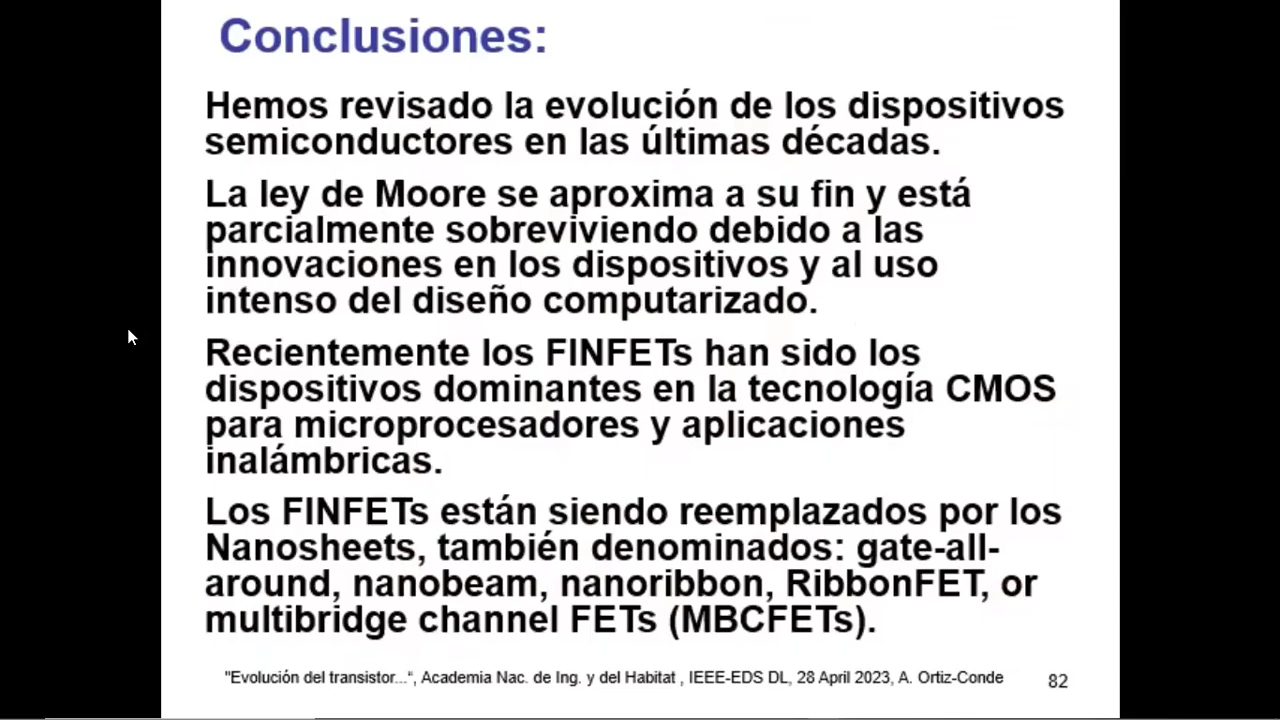 Conclusiones:
Hemos revisado la evolución de los dispositivos
semiconductores en las últimas décadas.
La ley de Moore se aproxima a su fin y está
parcialmente sobreviviendo debido a las
innovaciones en los dispositivos y al uso
intenso del diseño computarizado.
Recientemente los FINFETs han sido los
dispositivos dominantes en la tecnología CMOS
para microprocesadores y aplicaciones
inalámbricas.
Los FINFETs están siendo reemplazados por los
Nanosheets, también denominados: gate-all-
around, nanobeam, nanoribbon, RibbonFET, or
multibridge channel FETs (MBCFETs).
"Evolución del transistor...“, Academia Nac. de Ing. y del Habitat , IEEE-EDS DL, 28 April 2023, A. Ortiz-Conde
82